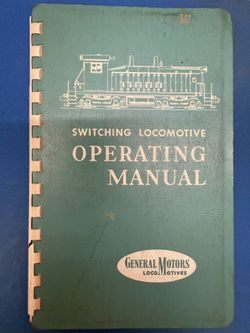 SWITCHING LOCOMOTIVE
OPERATING
MANUAL
GENERAL MOTORS
LOCOMOTIVES